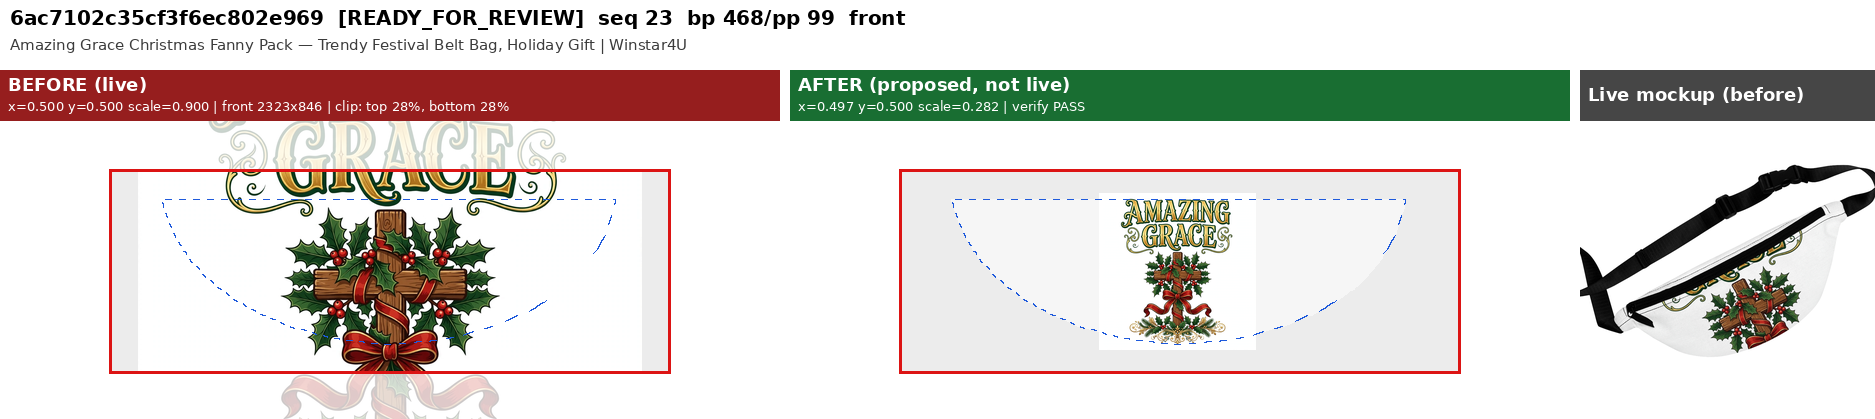 6ac7102c35cf3f6ec802e969 [READY_FOR_REVIEW] seq 23 bp 468/pp 99 front
Amazing Grace Christmas Fanny Pack — Trendy Festival Belt Bag, Holiday Gift | Winstar4U
BEFORE (live)
x=0.500 y=0.500 scale=0.900 | front 2323x846 | clip: top 28%, bottom 28%
GRACE
AFTER (proposed, not live)
x=0.497 y=0.500 scale=0.282 | verify PASS
AMAZING
GRACE
Live mockup (before)